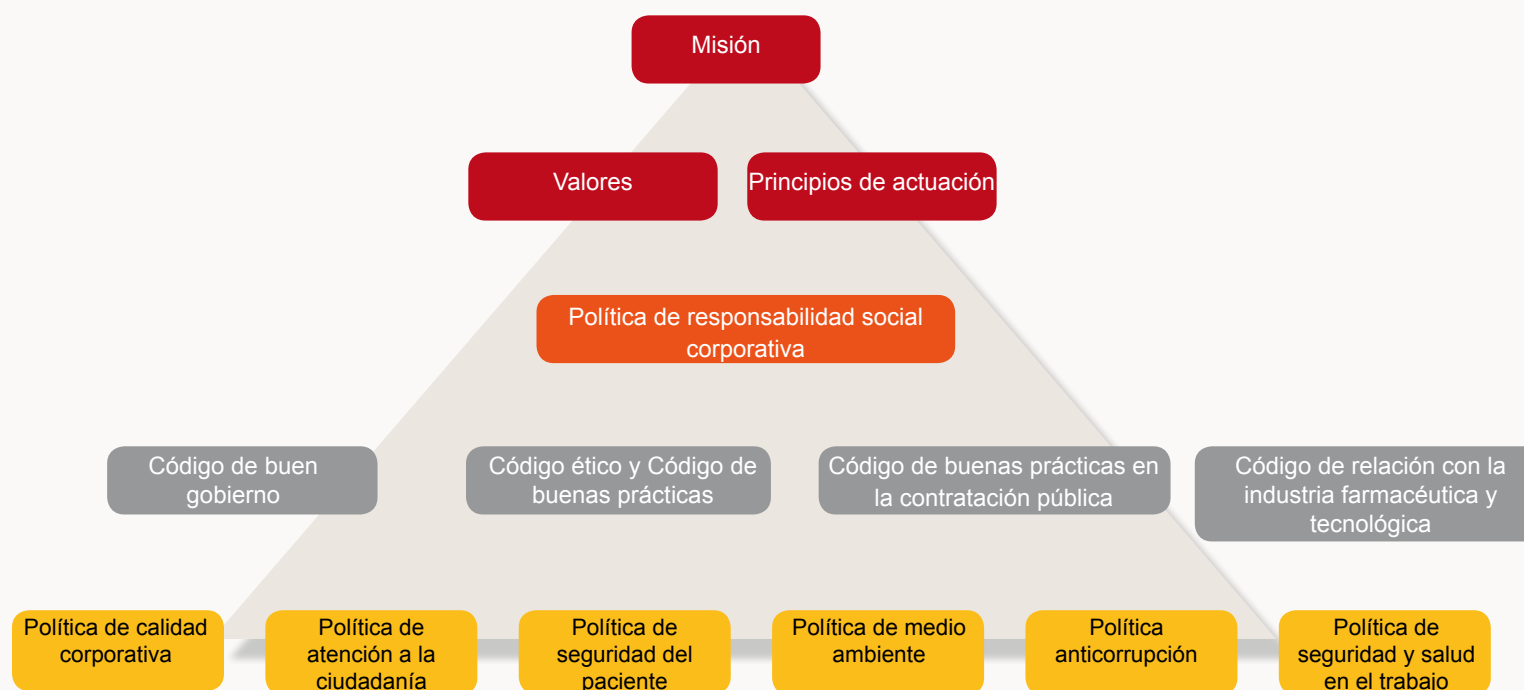 Misión
Valores
Principios de actuación
Política de responsabilidad social
corporativa
Código de buen
gobierno
Código ético y Código de
buenas prácticas
Código de buenas prácticas en
la contratación pública
Código de relación con la
industria farmacéutica y
tecnológica
Política de calidad
corporativa
Política de
atención a la
ciudadanía
Política de
seguridad del
paciente
Política de medio
ambiente
Política
anticorrupción
Política de
seguridad y salud
en el trabajo